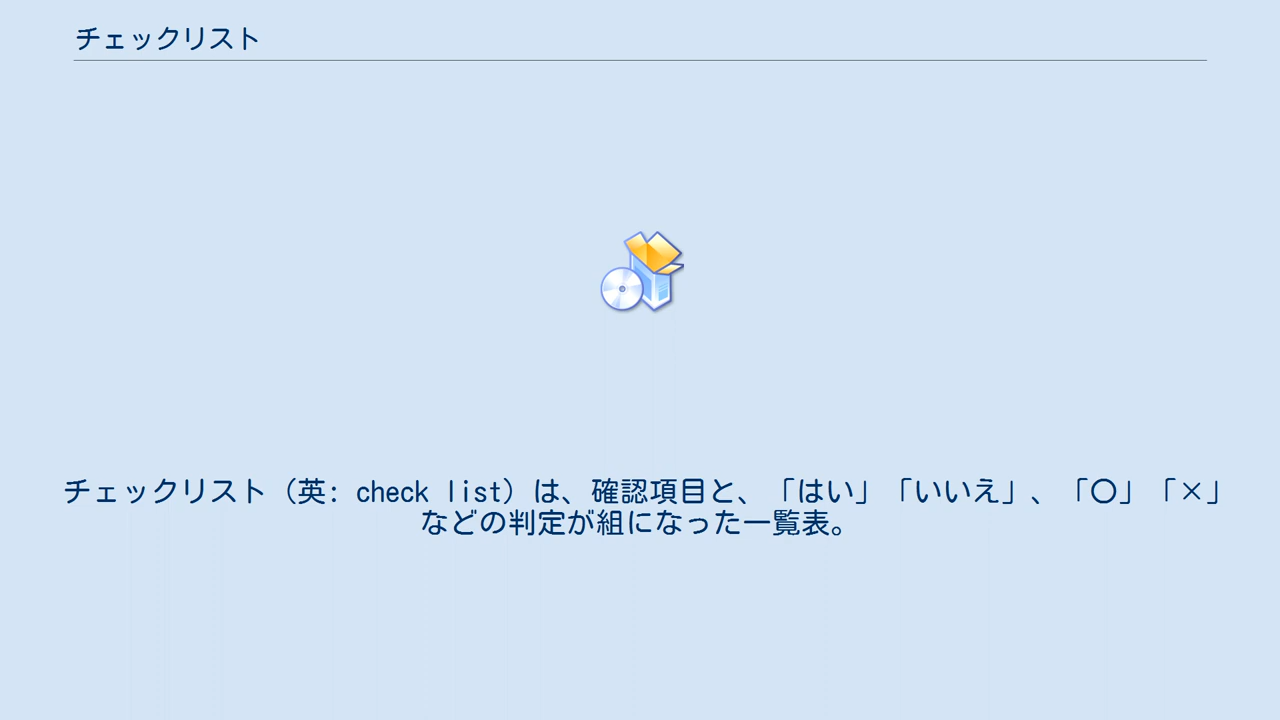 チェックリスト
チェックリスト（英: check list）は、確認項目と、「はい」「いいえ」、「○」「×」
などの判定が組になった一覧表。